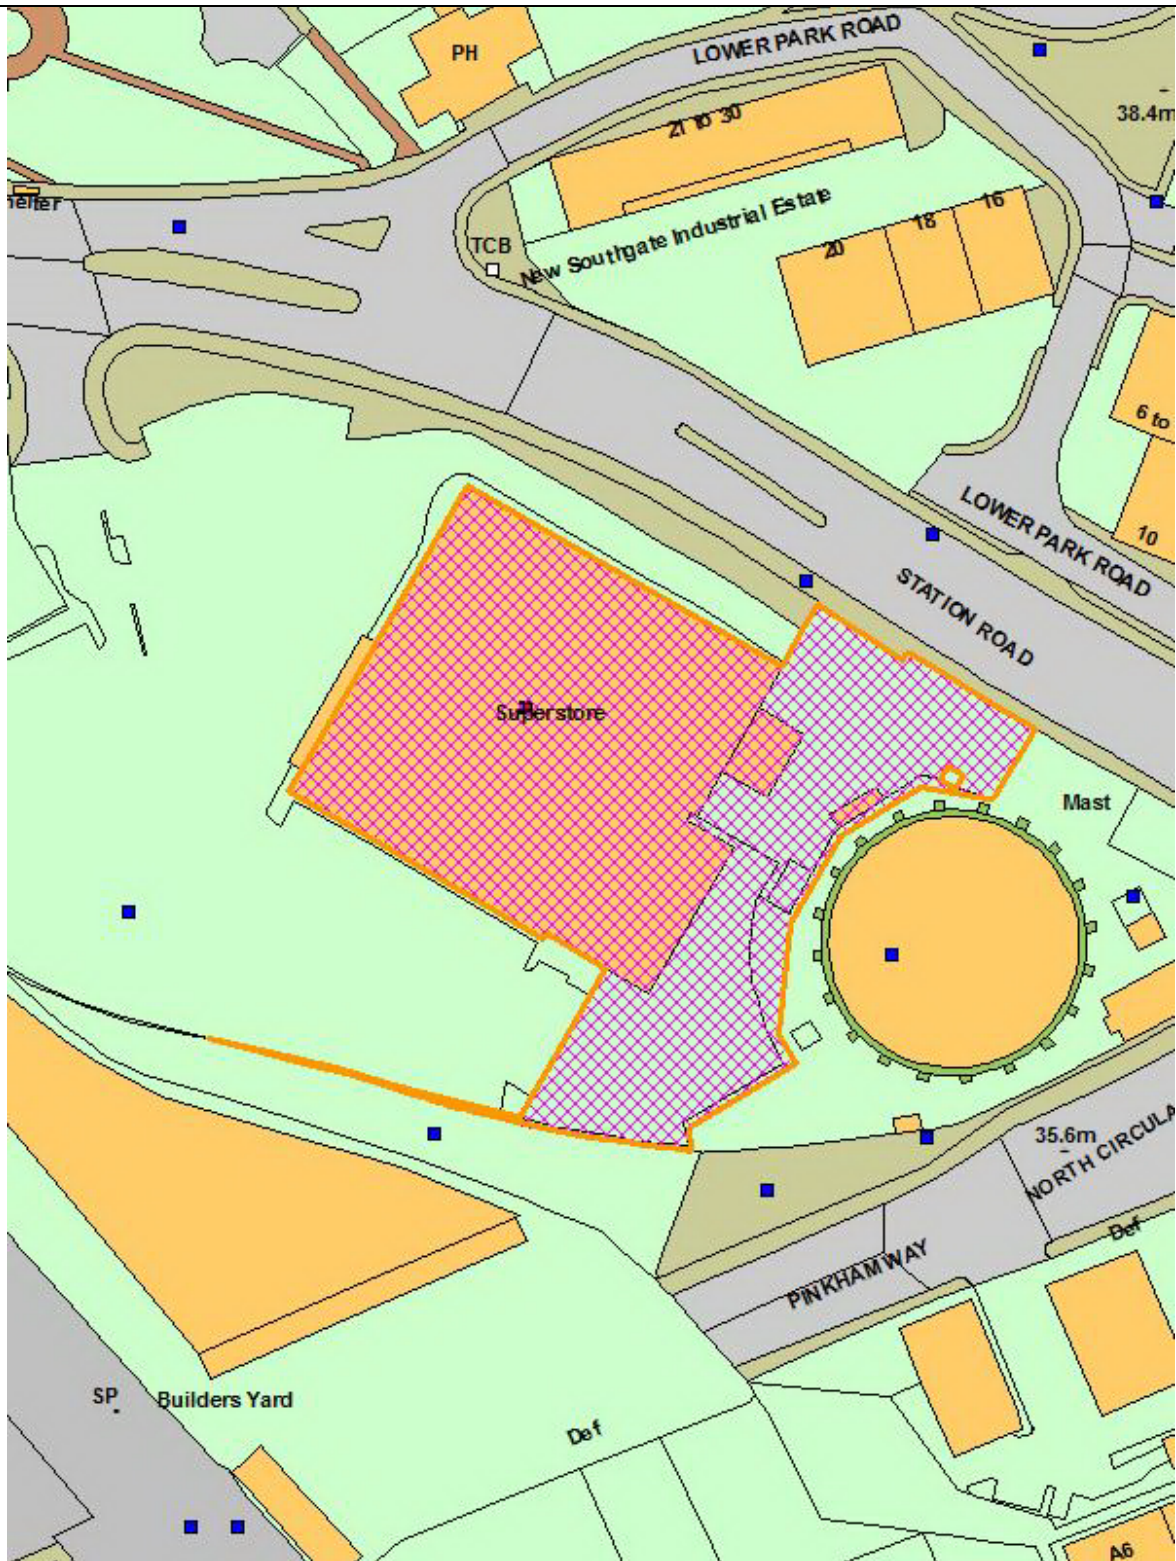 LOWER PARK ROAD
PH
21 to 30
38.4m
New Southgate Industrial Estate
16
18
20
TCB
6 to
10
LOWER PARK ROAD
STATION ROAD
Superstore
Mast
35.6m
NORTH CIRCULA
Def
PINKHAM WAY
SP
Builders Yard
Def
A6